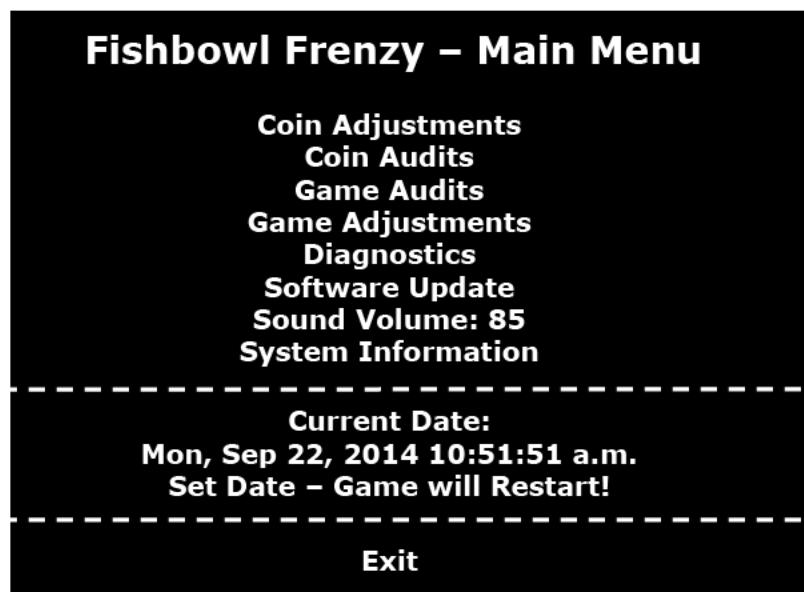 Fishbowl Frenzy – Main Menu
Coin Adjustments
Coin Audits
Game Audits
Game Adjustments
Diagnostics
Software Update
Sound Volume: 85
System Information
Current Date:
Mon, Sep 22, 2014 10:51:51 a.m.
Set Date – Game will Restart!
Exit